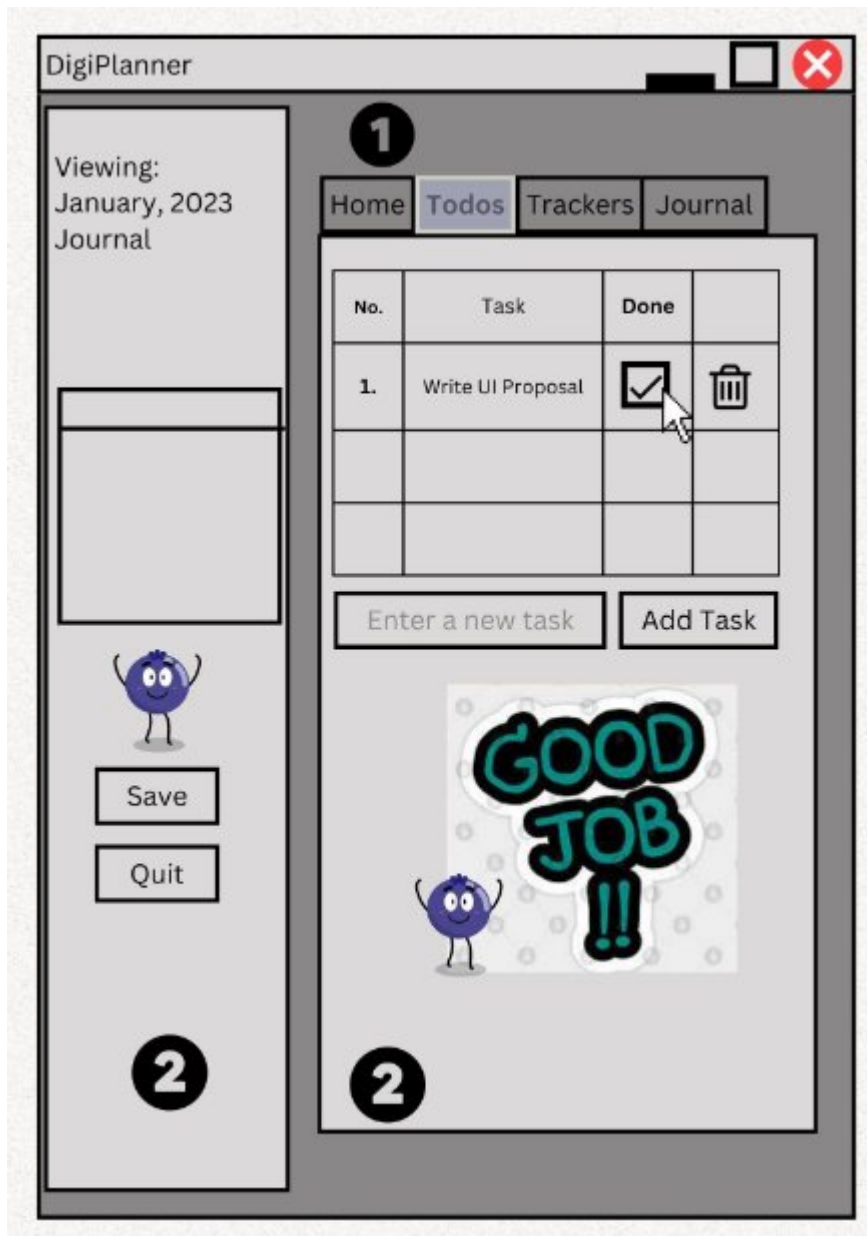 DigiPlanner
Viewing:
January, 2023
Journal
1
Home Todos Trackers Journal
No. Task Done
1. Write UI Proposal
Enter a new task Add Task
GOOD
JOB
!!
Save
Quit
2
2